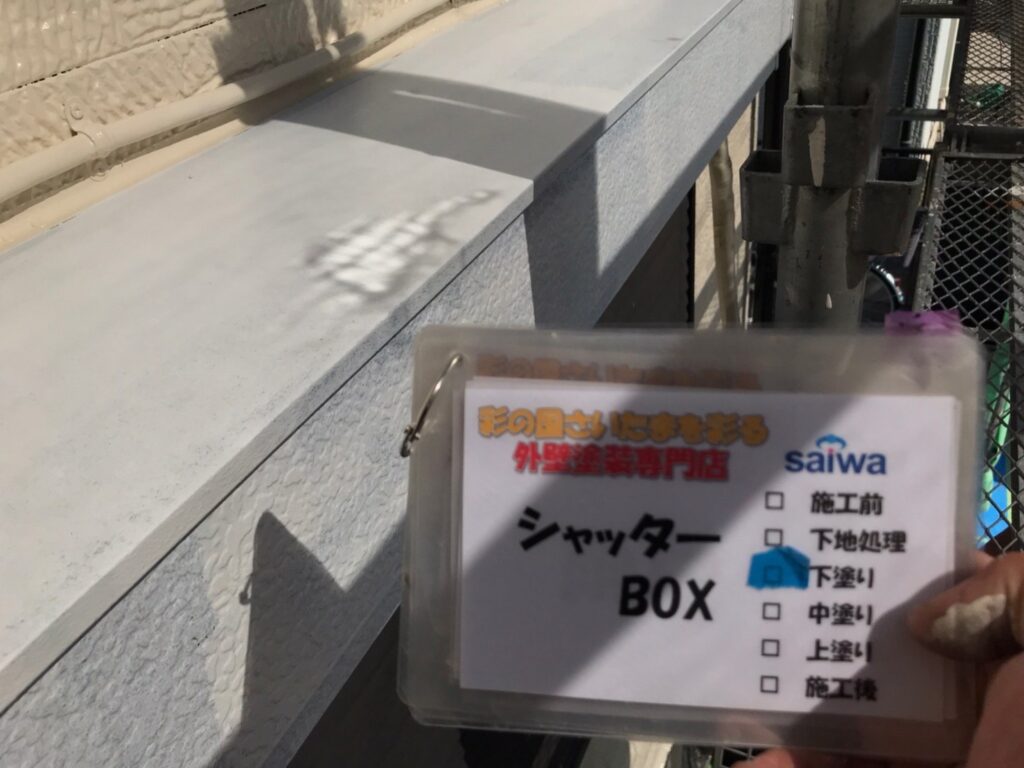 彩の国さいたまを彩る
外壁塗装専門店
saiwa
シャッター
BOX
□ 施工前
□ 下地処理
□ 下塗り
□ 中塗り
□ 上塗り
□ 施工後